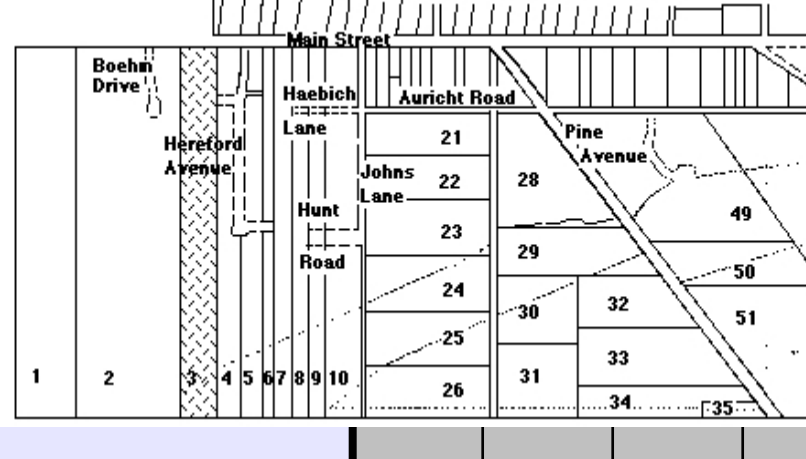 Main Street
Boehm
Drive
Haebich
Lane
Auricht Road
Hereford
Avenue
Pine
Avenue
21
Johns
Lane
22
28
Hunt
Road
23
49
29
50
24
30
32
51
25
33
1
2
3
4
5
6
7
8
9
10
26
31
34
35